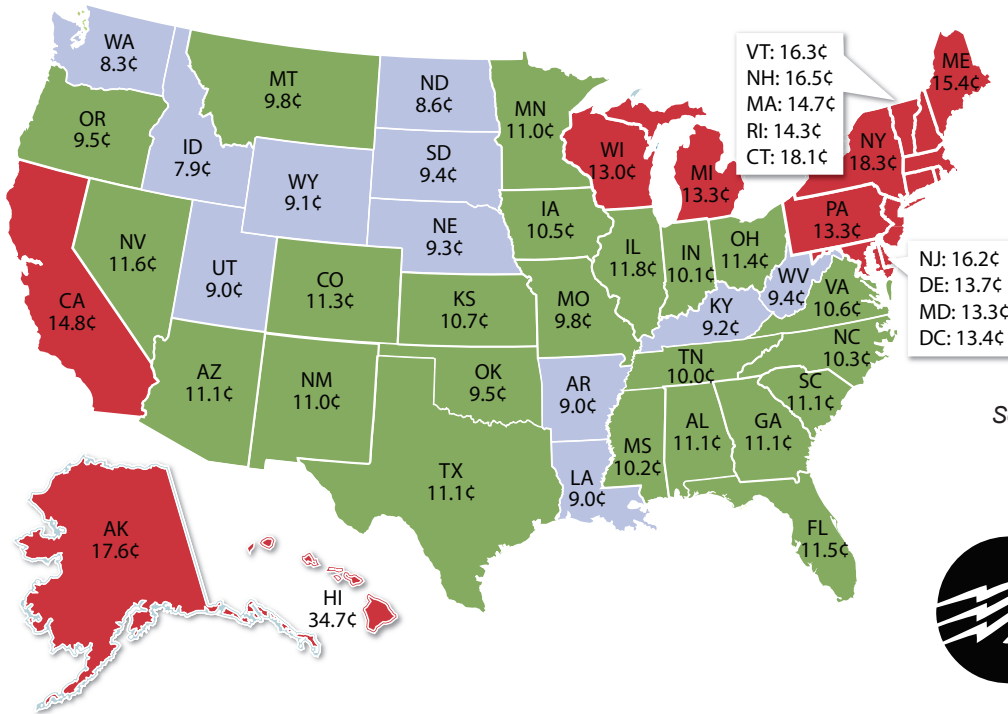 WA
8.3¢
MT
9.8¢
ND
8.6¢
MN
11.0¢
VT: 16.3¢
NH: 16.5¢
MA: 14.7¢
RI: 14.3¢
CT: 18.1¢
ME
15.4¢
OR
9.5¢
ID
7.9¢
WY
9.1¢
SD
9.4¢
WI
13.0¢
MI
13.3¢
NY
18.3¢
NE
9.3¢
IA
10.5¢
PA
13.3¢
NV
11.6¢
UT
9.0¢
CO
11.3¢
KS
10.7¢
MO
9.8¢
IL
11.8¢
IN
10.1¢
OH
11.4¢
WV
9.4¢
VA
10.6¢
NJ: 16.2¢
DE: 13.7¢
MD: 13.3¢
DC: 13.4¢
CA
14.8¢
KY
9.2¢
NC
10.3¢
TN
10.0¢
AZ
11.1¢
NM
11.0¢
OK
9.5¢
AR
9.0¢
SC
11.1¢
MS
10.2¢
AL
11.1¢
GA
11.1¢
TX
11.1¢
LA
9.0¢
FL
11.5¢
AK
17.6¢
HI
34.7¢